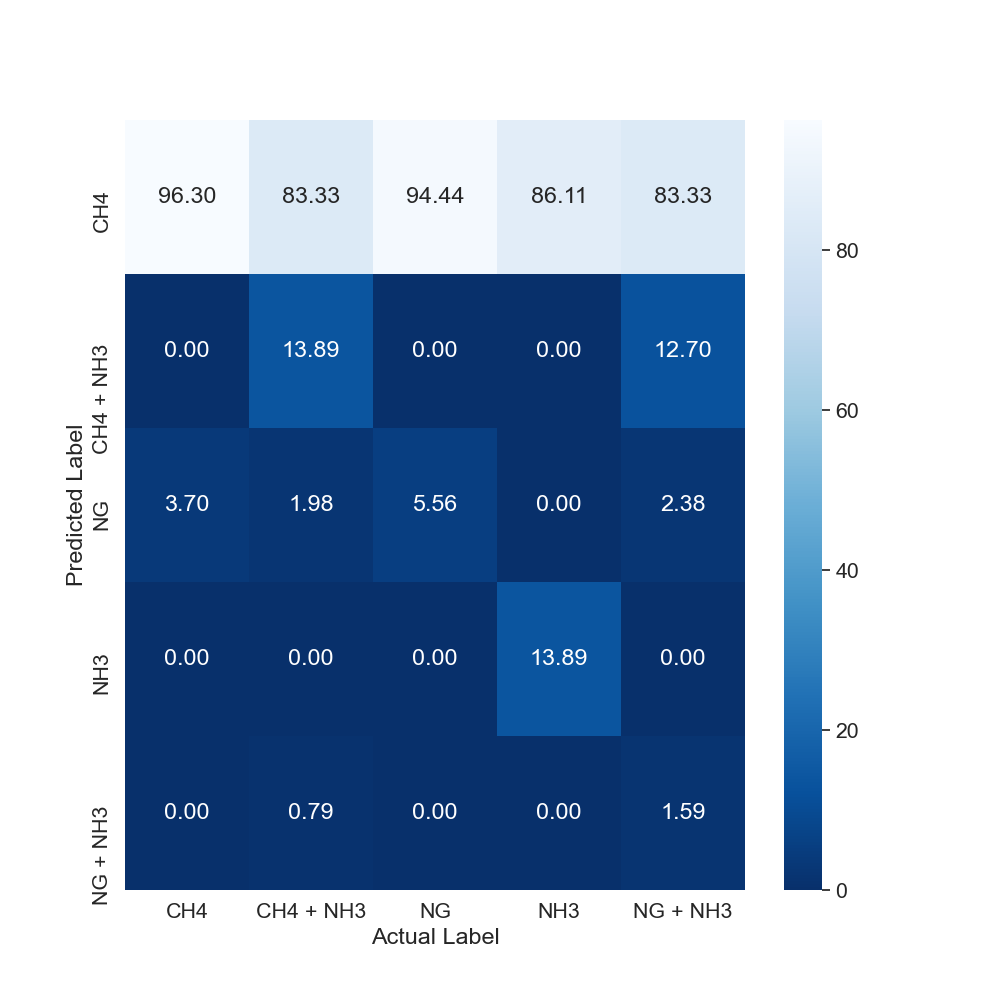 CH4 96.30 83.33 94.44 86.11 83.33
CH4 + NH3 0.00 13.89 0.00 0.00 12.70
NG 3.70 1.98 5.56 0.00 2.38
NH3 0.00 0.00 0.00 13.89 0.00
NG + NH3 0.00 0.79 0.00 0.00 1.59
Predicted Label
CH4 CH4 + NH3 NG NH3 NG + NH3
Actual Label
80
60
40
20
0